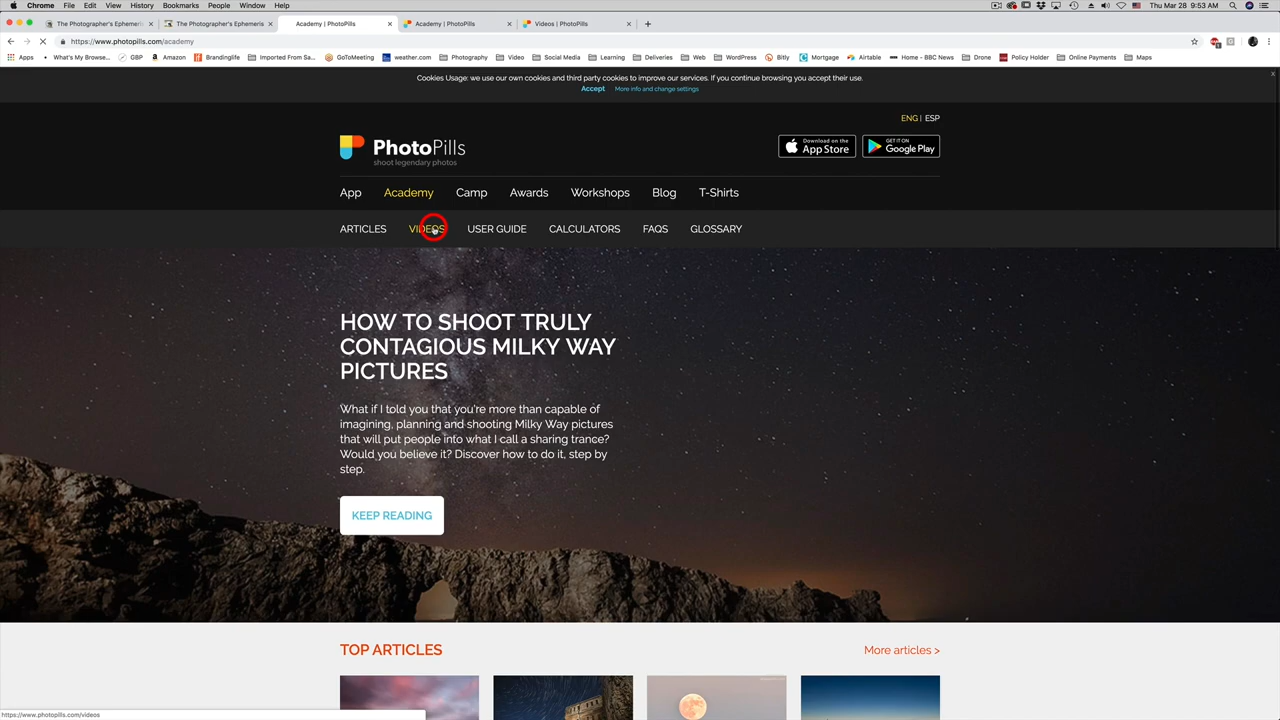 Chrome File Edit View History Bookmarks People Window Help Thu Mar 28 9:53 AM
The Photographer's Ephemeris The Photographer's Ephemeris Academy | PhotoPills Academy | PhotoPills Videos | PhotoPills
https://www.photopills.com/academy
Apps What's My Browse... GBP Amazon Brandinglife Imported From Sa... GoToMeeting weather.com Photography Video Social Media Learning Deliveries Web WordPress Bitly Mortgage Airtable Home - BBC News Drone Policy Holder Online Payments Maps
Cookies Usage: we use our own cookies and third party cookies to improve our services. If you continue browsing you accept their use.
Accept More info and change settings
x
ENG | ESP
PhotoPills
shoot legendary photos
Download on the
App Store
GET IT ON
Google Play
App Academy Camp Awards Workshops Blog T-Shirts
ARTICLES VIDEOS USER GUIDE CALCULATORS FAQS GLOSSARY
HOW TO SHOOT TRULY
CONTAGIOUS MILKY WAY
PICTURES
What if I told you that you're more than capable of
imagining, planning and shooting Milky Way pictures
that will put people into what I call a sharing trance?
Would you believe it? Discover how to do it, step by
step.
KEEP READING
TOP ARTICLES More articles >
https://www.photopills.com/videos